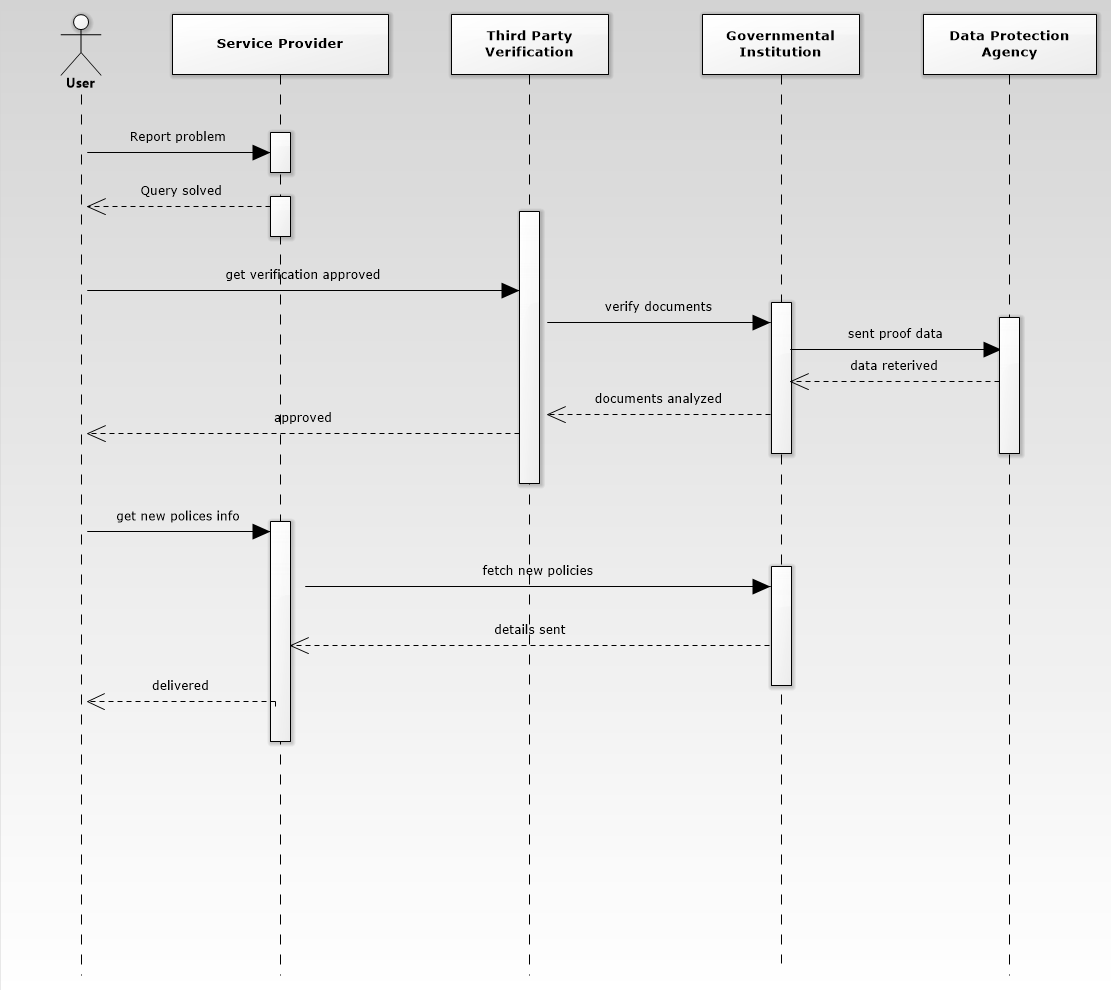 User
Service Provider
Third Party
Verification
Governmental
Institution
Data Protection
Agency
Report problem
Query solved
get verification approved
verify documents
sent proof data
data reterived
documents analyzed
approved
get new polices info
fetch new policies
details sent
delivered